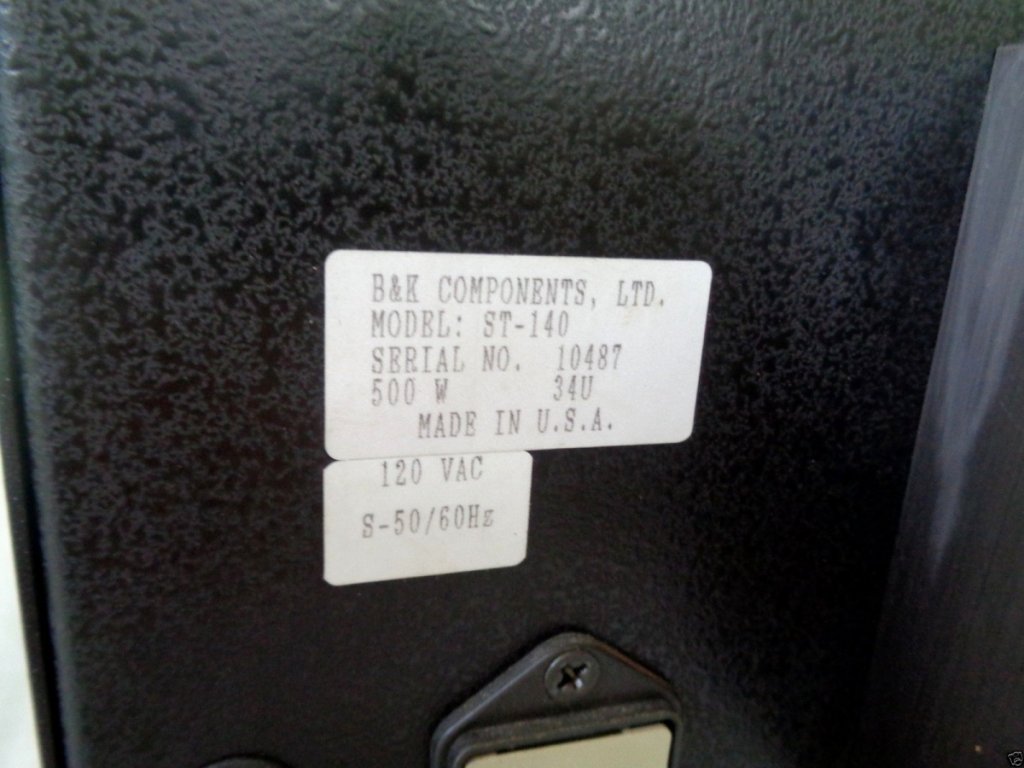 B&K COMPONENTS, LTD.
MODEL: ST-140
SERIAL NO. 10487
500 W 34U
MADE IN U.S.A.
120 VAC
S-50/60Hz